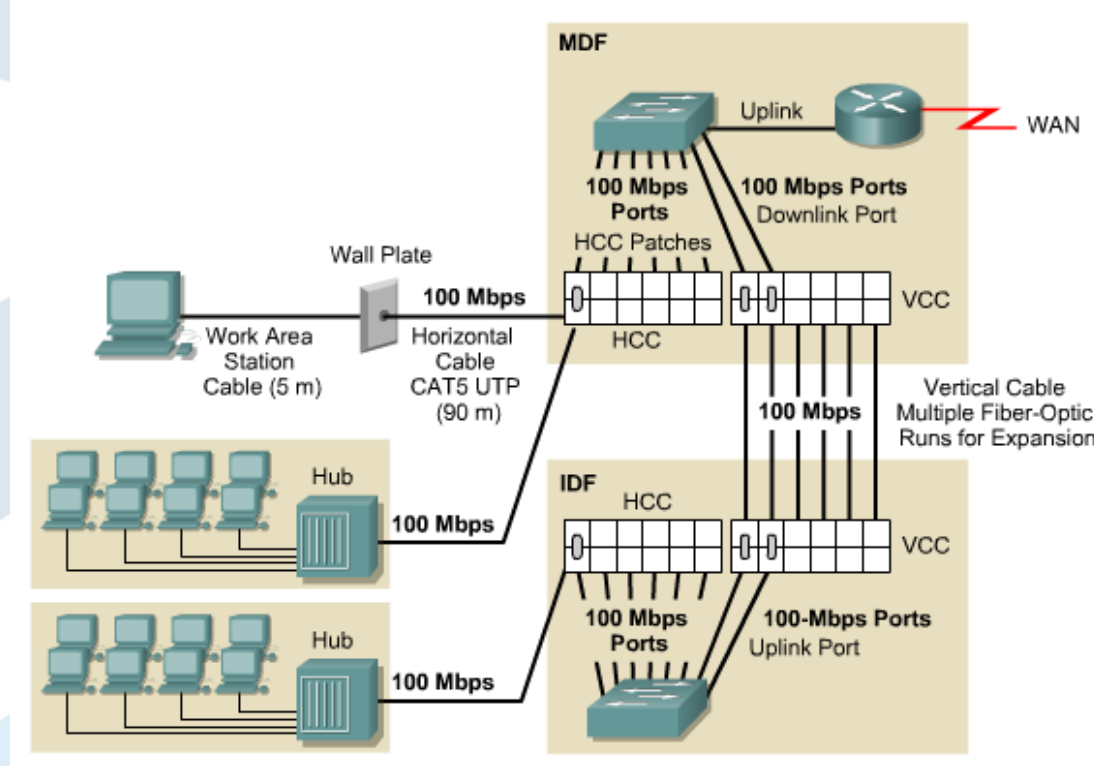 MDF
Uplink
WAN
100 Mbps
Ports
100 Mbps Ports
Downlink Port
HCC Patches
Wall Plate
100 Mbps
VCC
Work Area
Station
Cable (5 m)
Horizontal
Cable
CAT5 UTP
(90 m)
HCC
100 Mbps
Vertical Cable
Multiple Fiber-Optic
Runs for Expansion
Hub
100 Mbps
IDF
HCC
VCC
100 Mbps
Ports
100-Mbps Ports
Uplink Port
Hub
100 Mbps